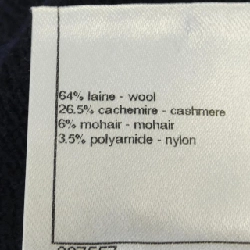 64% laine - wool
26.5% cachemire - cashmere
6% mohair - mohair
3.5% polyamide - nylon